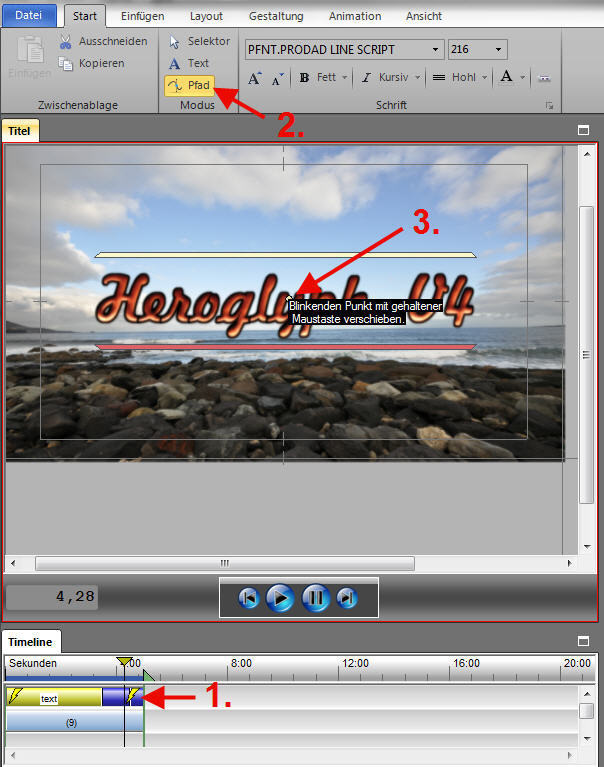 Datei Start Einfügen Layout Gestaltung Animation Ansicht
Einfügen
Ausschneiden
Kopieren
Zwischenablage
Selektor
Text
Pfad
Modus
PFNT.PRODAD LINE SCRIPT 216
A A B Fett I Kursiv Hohl A
Schrift
2.
Titel
3.
Heroglyph V4
Blinkenden Punkt mit gehaltener
Maustaste verschieben.
4,28
Timeline
Sekunden :00 8:00 12:00 16:00 20:00
text
1.
(9)